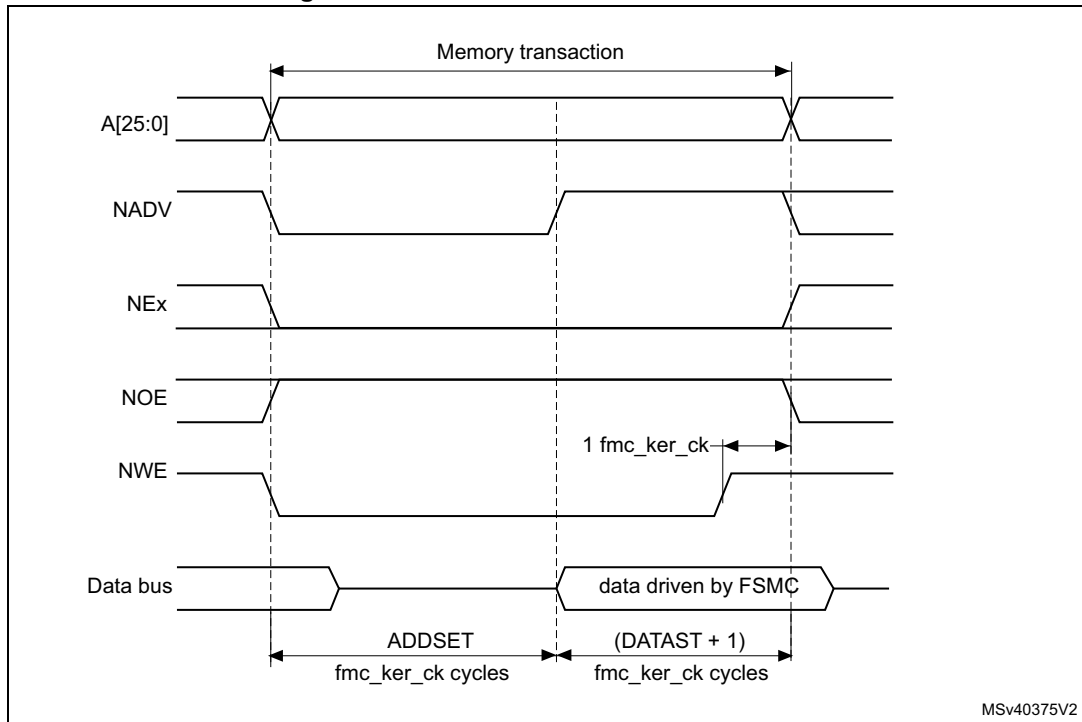 Memory transaction
A[25:0]
NADV
NEx
NOE
1 fmc_ker_ck
NWE
Data bus
data driven by FSMC
ADDSET
(DATAST + 1)
fmc_ker_ck cycles
fmc_ker_ck cycles
MSv40375V2